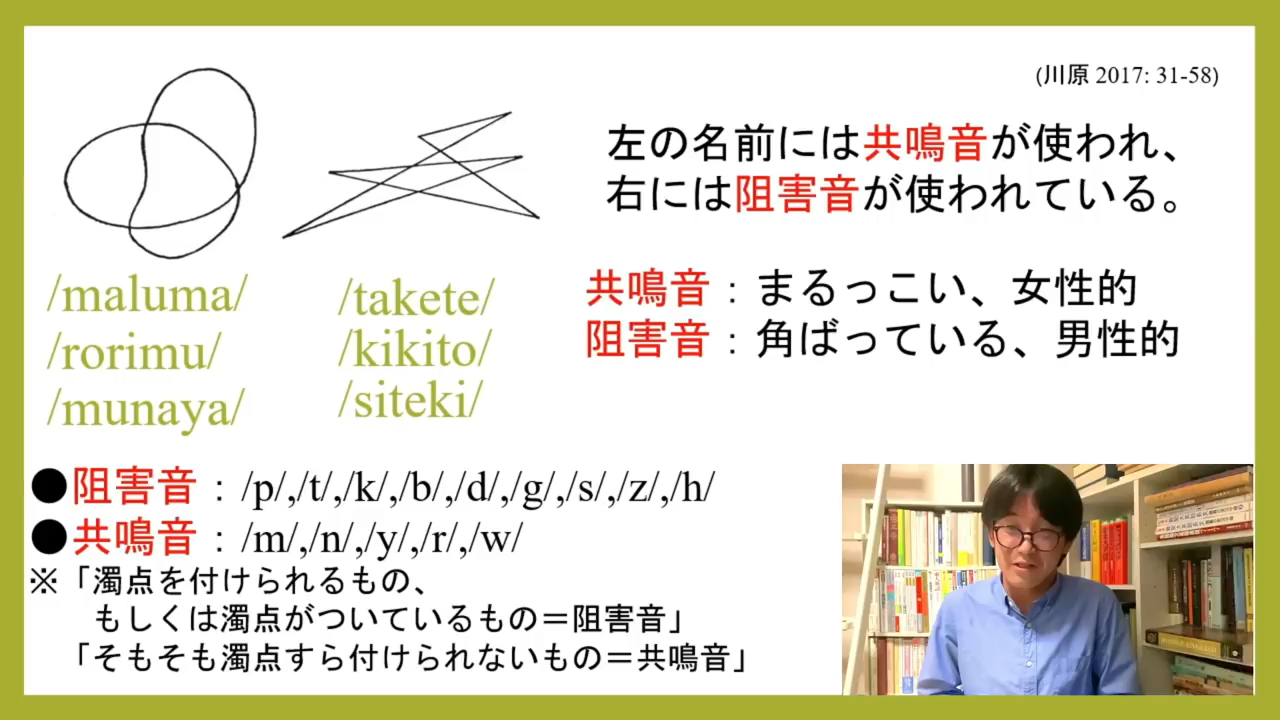 (川原 2017: 31-58)
左の名前には共鳴音が使われ、
右には阻害音が使われている。
/maluma/
/rorimu/
/munaya/
/takete/
/kikito/
/siteki/
共鳴音：まるっこい、女性的
阻害音：角ばっている、男性的
●阻害音：/p/,/t/,/k/,/b/,/d/,/g/,/s/,/z/,/h/
●共鳴音：/m/,/n/,/y/,/r/,/w/
※「濁点を付けられるもの、
もしくは濁点がついているもの＝阻害音」
「そもそも濁点すら付けられないもの＝共鳴音」